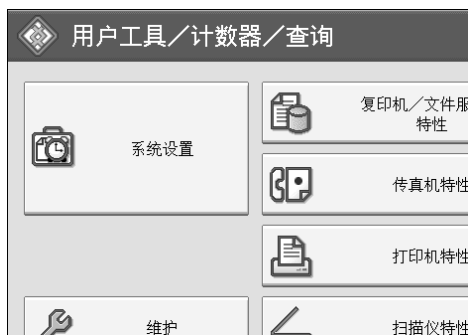 用户工具／计数器／查询
系统设置
复印机／文件服
特性
传真机特性
打印机特性
维护
扫描仪特性